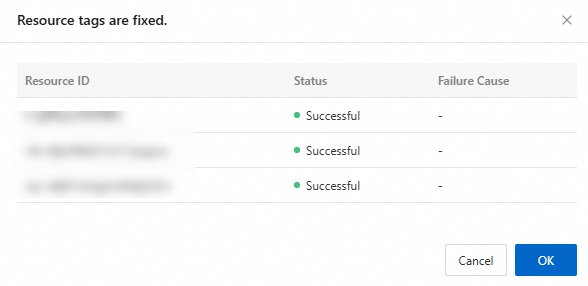 Resource tags are fixed.
Resource ID Status Failure Cause
Successful -
Successful -
Successful -
Cancel OK